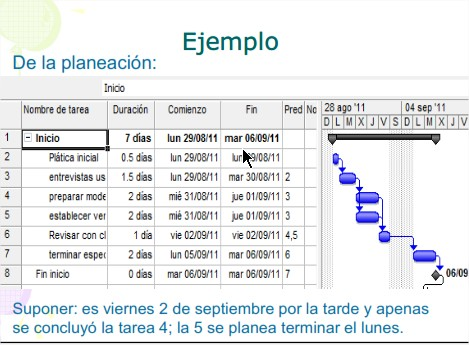 Ejemplo
De la planeación:
Inicio
Nombre de tarea Duración Comienzo Fin Pred No 28 ago '11 04 sep '11
D L M X J V S D L M X J V
1 Inicio 7 días lun 29/08/11 mar 06/09/11
2 Plática inicial 0.5 días lun 29/08/11 9/08/11
3 entrevistas us 1.5 días lun 29/08/11 mar 30/08/11 2
4 preparar mode 2 días mié 31/08/11 jue 01/09/11 3
5 establecer ver 2 días mié 31/08/11 jue 01/09/11 3
6 Revisar con cl 1 día vie 02/09/11 vie 02/09/11 4,5
7 terminar espec 2 días lun 05/09/11 mar 06/09/11 6
8 Fin inicio 0 días mar 06/09/11 mar 06/09/11 7 06/09
Suponer: es viernes 2 de septiembre por la tarde y apenas
se concluyó la tarea 4; la 5 se planea terminar el lunes.